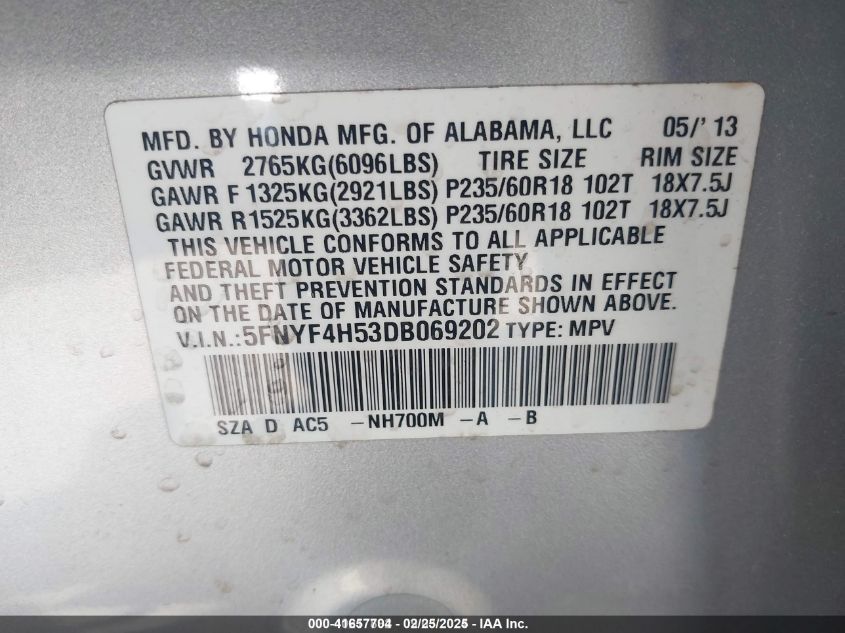 MFD. BY HONDA MFG. OF ALABAMA, LLC 05/' 13
GVWR 2765KG(6096LBS) TIRE SIZE RIM SIZE
GAWR F 1325KG(2921LBS) P235/60R18 102T 18X7.5J
GAWR R1525KG(3362LBS) P235/60R18 102T 18X7.5J
THIS VEHICLE CONFORMS TO ALL APPLICABLE
FEDERAL MOTOR VEHICLE SAFETY
AND THEFT PREVENTION STANDARDS IN EFFECT
ON THE DATE OF MANUFACTURE SHOWN ABOVE.
V.I.N.:5FNYF4H53DB069202 TYPE: MPV
SZA D AC5 -NH700M -A -B
000-41657704 - 02/25/2025 - IAA Inc.